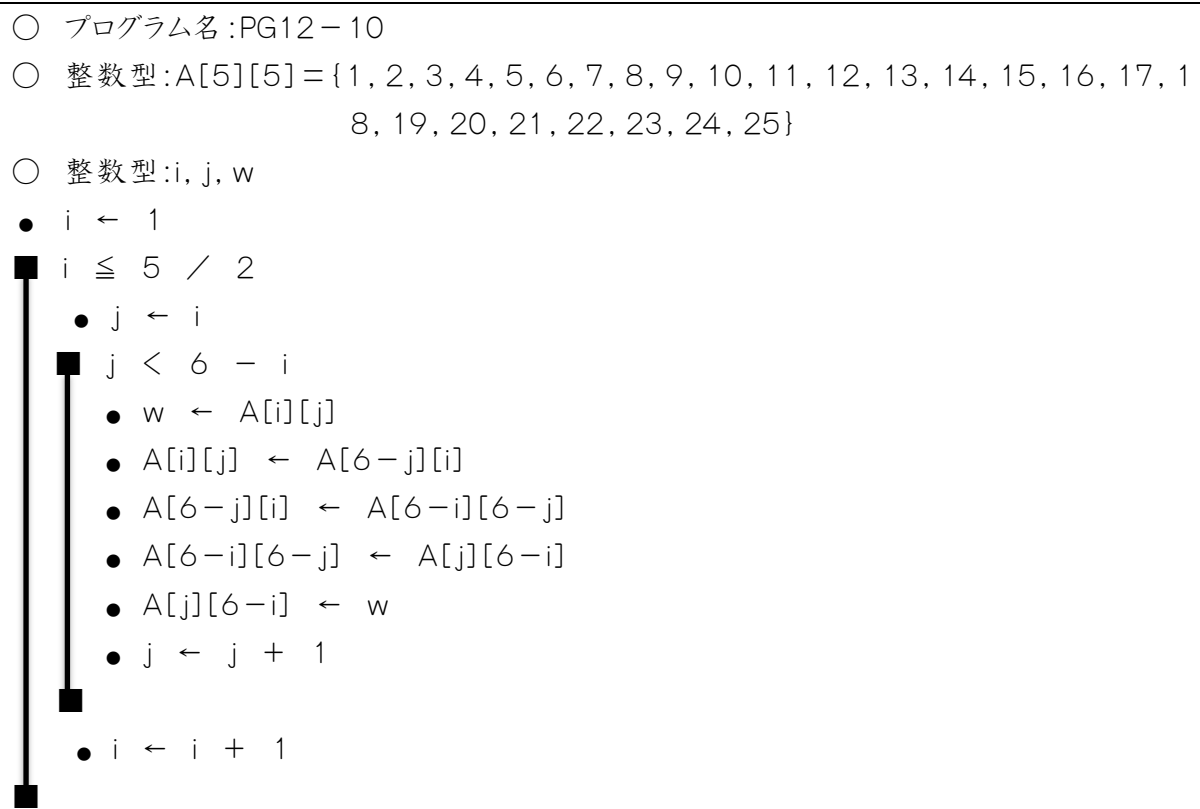 ○ プログラム名:PG12－10
○ 整数型:A[5][5]＝{1,2,3,4,5,6,7,8,9,10,11,12,13,14,15,16,17,1
8,19,20,21,22,23,24,25}
○ 整数型:i,j,w
● i ← 1
■ i ≦ 5 ／ 2
● j ← i
■ j < 6 － i
● w ← A[i][j]
● A[i][j] ← A[6－j][i]
● A[6－j][i] ← A[6－i][6－j]
● A[6－i][6－j] ← A[j][6－i]
● A[j][6－i] ← w
● j ← j + 1
■
● i ← i + 1
■